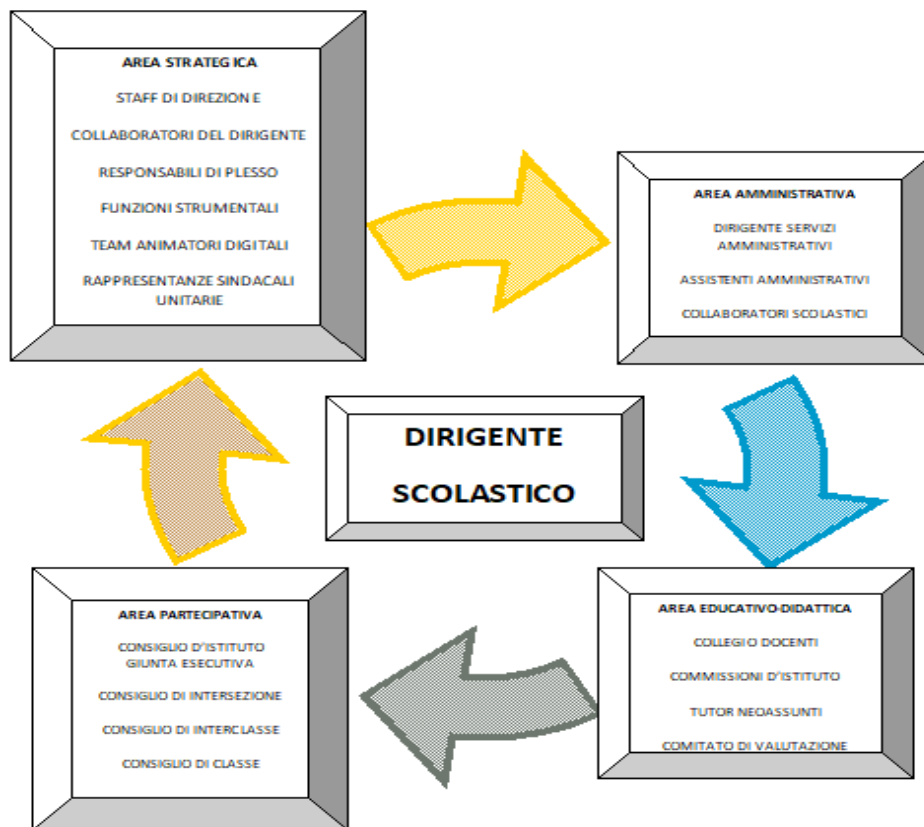 AREA STRATEGICA
STAFF DI DIREZIONE
COLLABORATORI DEL DIRIGENTE
RESPONSABILI DI PLESSO
FUNZIONI STRUMENTALI
TEAM ANIMATORI DIGITALI
RAPPRESENTANZE SINDACALI
UNITARIE
AREA AMMINISTRATIVA
DIRIGENTE SERVIZI
AMMINISTRATIVI
ASSISTENTI AMMINISTRATIVI
COLLABORATORI SCOLASTICI
DIRIGENTE
SCOLASTICO
AREA PARTECIPATIVA
CONSIGLIO D'ISTITUTO
GIUNTA ESECUTIVA
CONSIGLIO DI INTERSEZIONE
CONSIGLIO DI INTERCLASSE
CONSIGLIO DI CLASSE
AREA EDUCATIVO-DIDATTICA
COLLEGIO DOCENTI
COMMISSIONI D'ISTITUTO
TUTOR NEOASSUNTI
COMITATO DI VALUTAZIONE